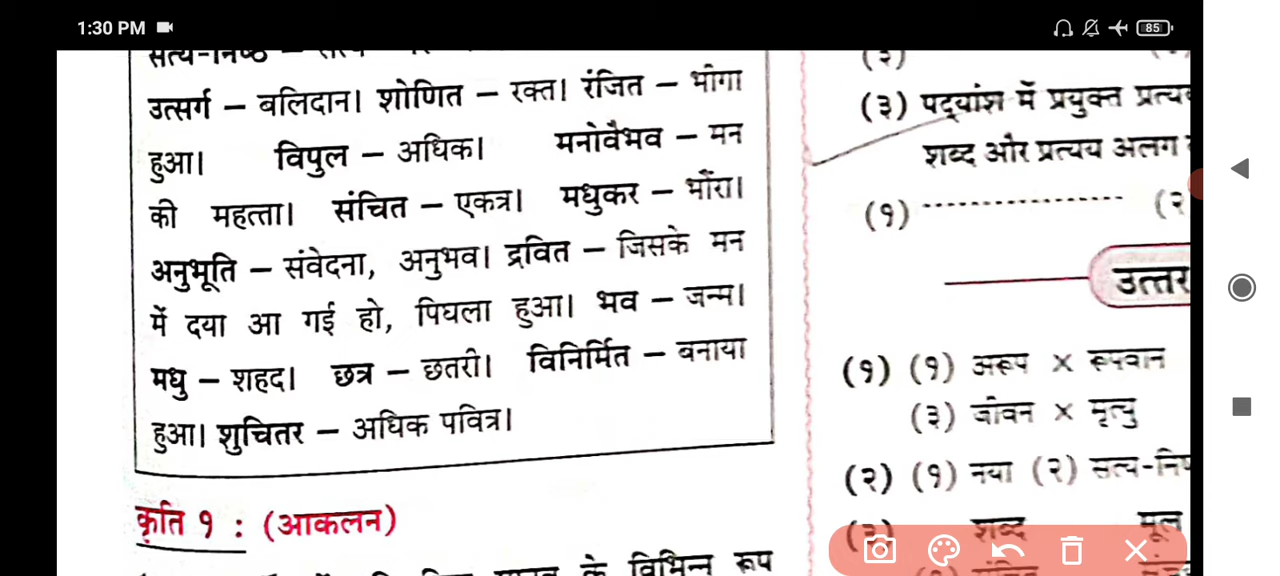 1:30 PM
85
सत्य-निष्ठ –
उत्सर्ग – बलिदान। शोणित – रक्त। रंजित – भीगा
हुआ। विपुल – अधिक। मनोवैभव – मन
की महत्ता। संचित – एकत्र। मधुकर – भौंरा।
अनुभूति – संवेदना, अनुभव। द्रवित – जिसके मन
में दया आ गई हो, पिघला हुआ। भव – जन्म।
मधु – शहद। छत्र – छतरी। विनिर्मित – बनाया
हुआ। शुचितर – अधिक पवित्र।
कृति १ : (आकलन)
के विभिन्न रूप
(३) पद्यांश में प्रयुक्त
शब्द और प्रत्यय अलग
(१) ֹ.................... (२
उत्तर
(१) (१) अरूप × रूपवान
(३) जीवन × मृत्यु
(२) (१) नया (२) सत्य-निष
(३) शब्द मूल